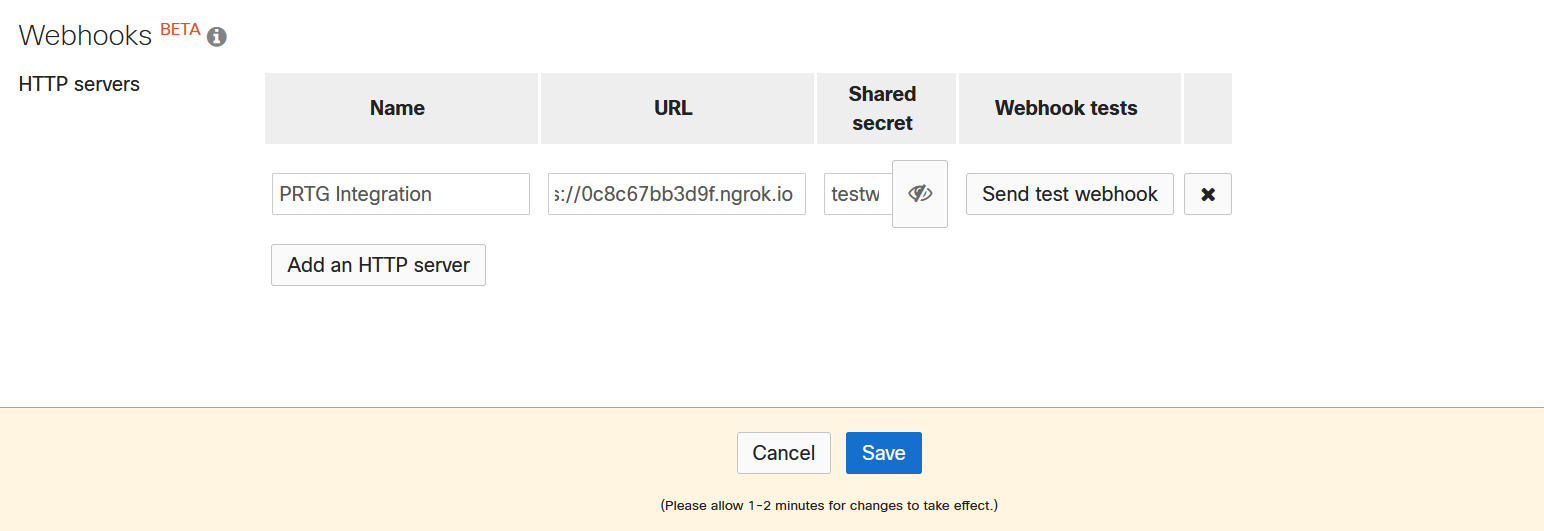 Webhooks BETA
HTTP servers
Name URL Shared secret Webhook tests
PRTG Integration s://0c8c67bb3d9f.ngrok.io testw Send test webhook
Add an HTTP server
Cancel Save
(Please allow 1-2 minutes for changes to take effect.)